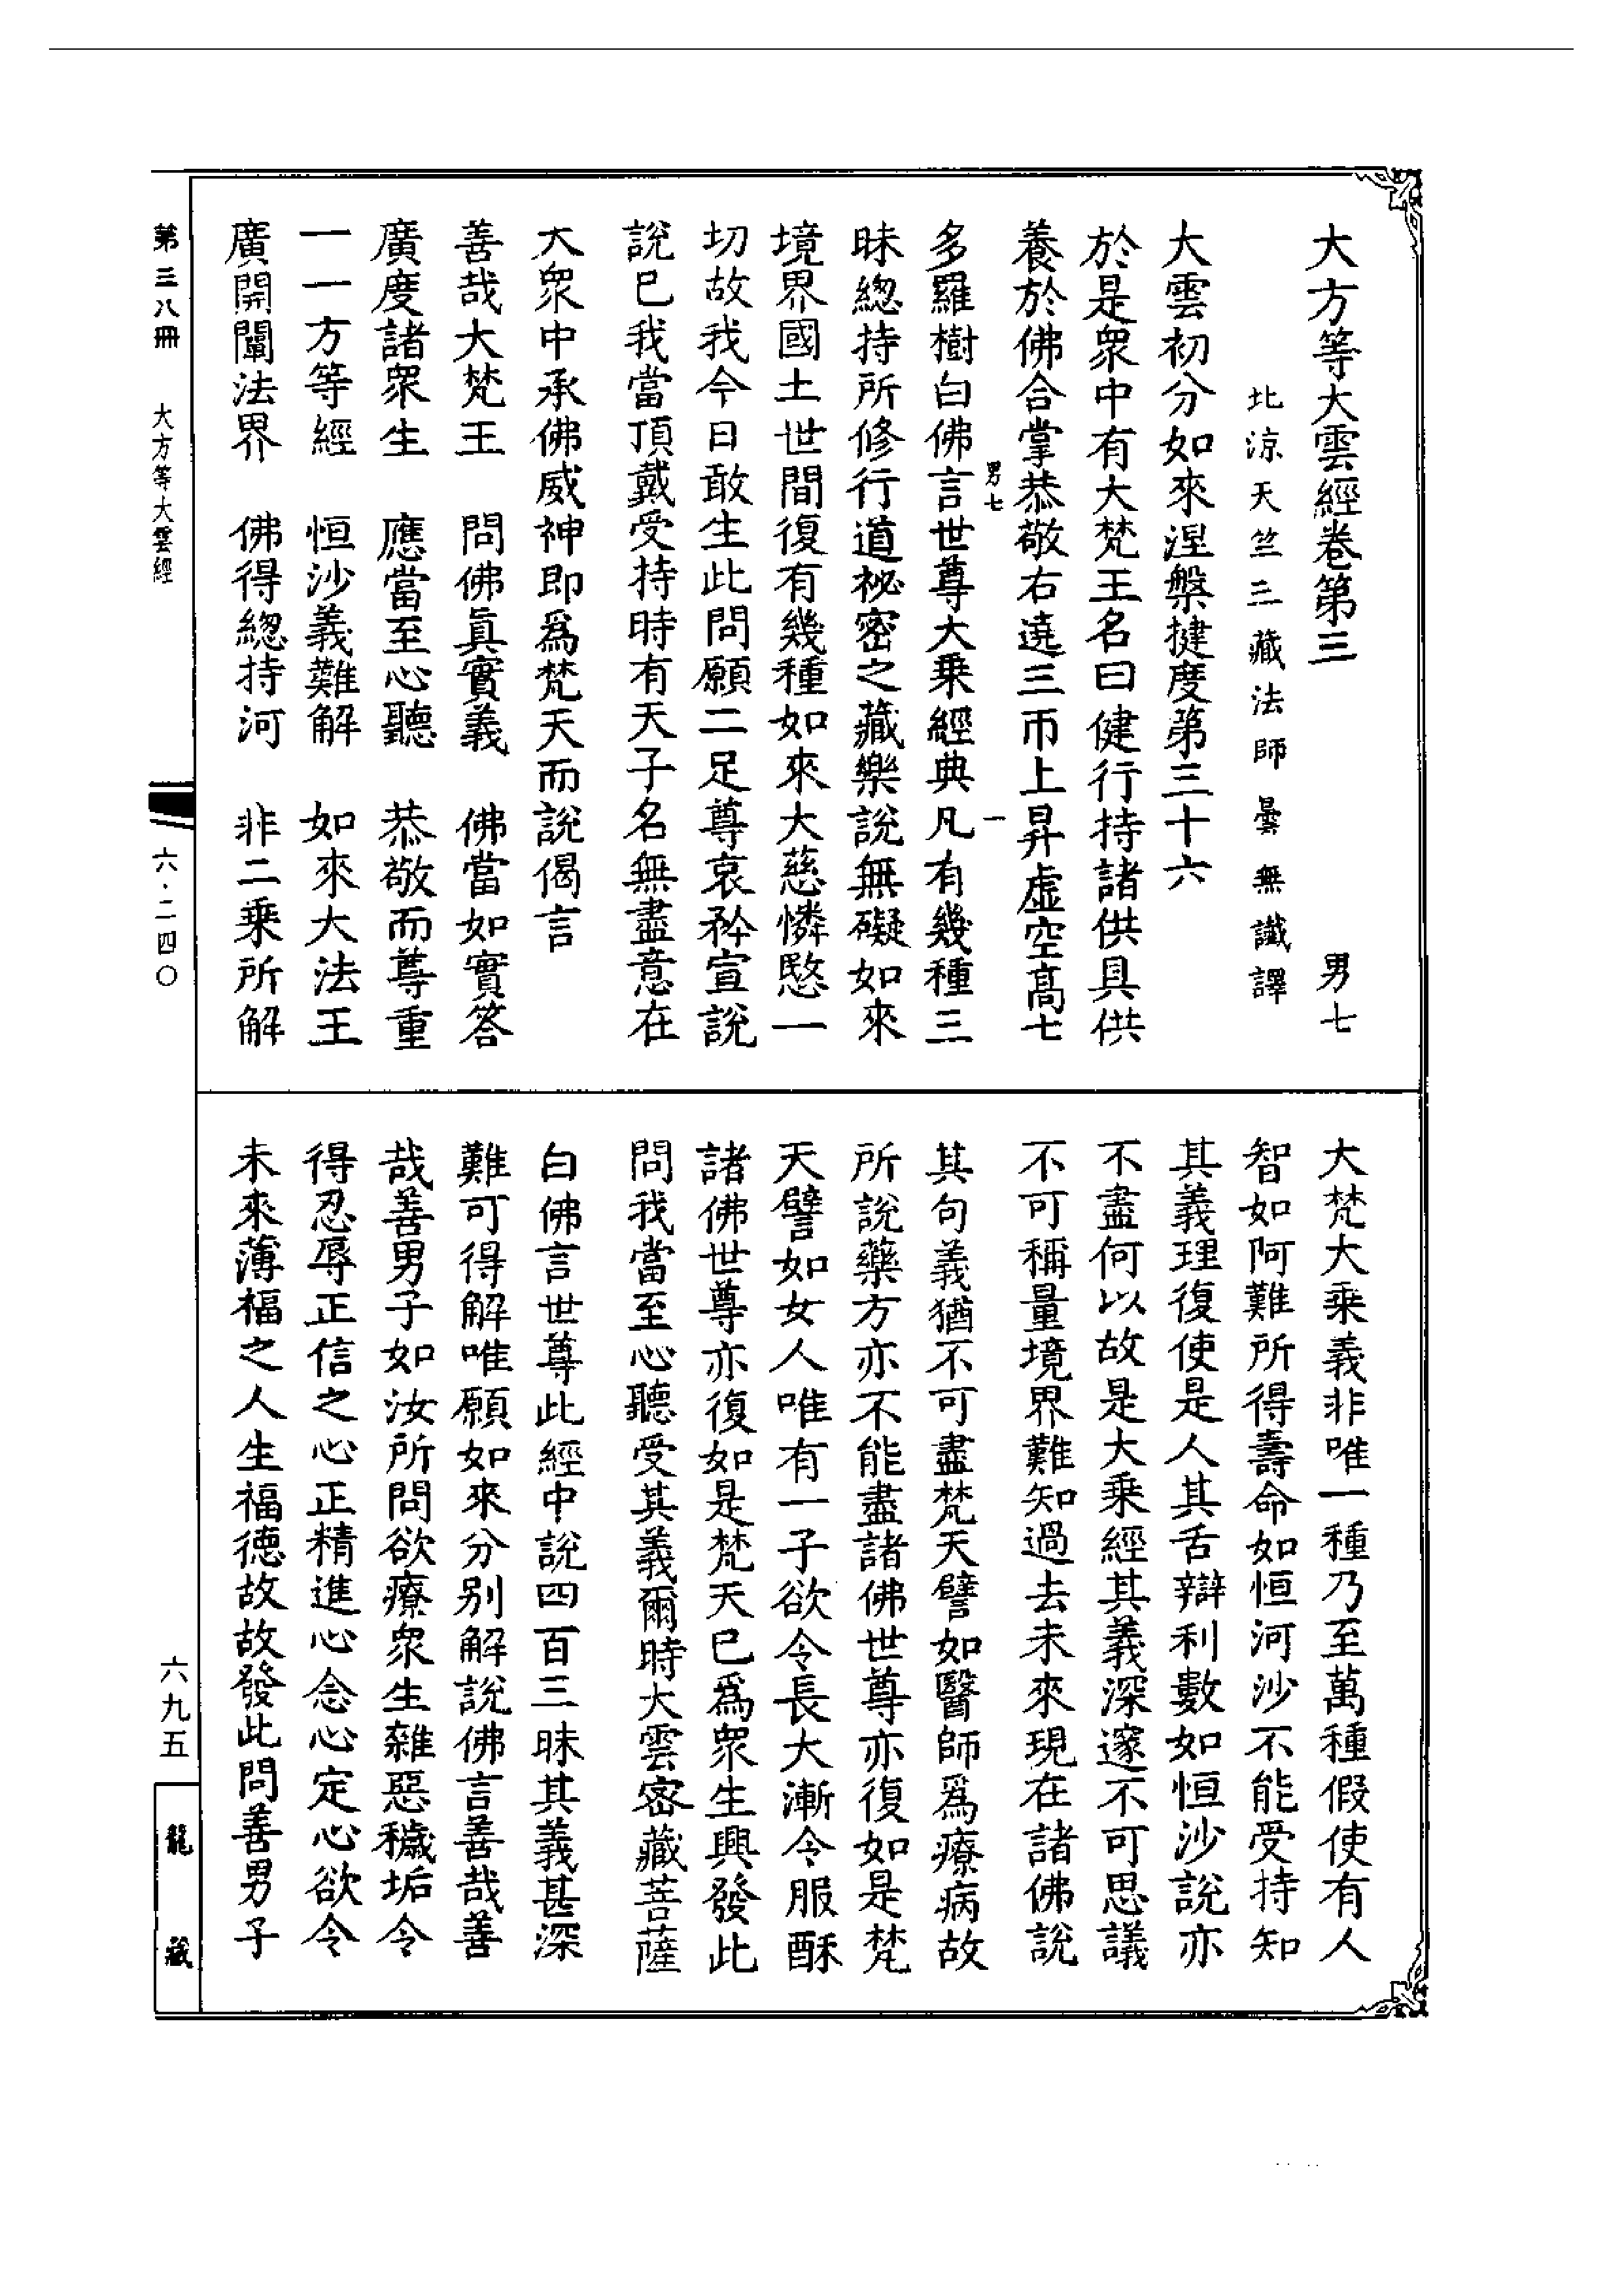 大方等大雲經卷第三　　男七
北涼天竺三藏法師曇無讖譯
大雲初分如來涅槃揵度第三十六
於是衆中有大梵王名曰健行持諸供具供
養於佛合掌恭敬右遶三帀上昇虛空高七
男七　一
多羅樹白佛言世尊大乗經典凡有幾種三
昧總持所修行道祕密之藏樂說無礙如來
境界國土世間復有幾種如來大慈憐愍一
切故我今日敢生此問願二足尊哀矜宣說
說巳我當頂戴受持時有天子名無盡意在
大衆中承佛威神即爲梵天而說偈言
善哉大梵王　問佛眞實義　佛當如實答
廣度諸衆生　應當至心聽　恭敬而尊重
一一方等經　恒沙義難解　如來大法王
廣開闡法界　佛得總持河　非二乗所解
大梵大乗義非唯一種乃至萬種假使有人
智如阿難所得壽命如恒河沙不能受持知
其義理復使是人其舌辯利數如恒沙說亦
不盡何以故是大乗經其義深邃不可思議
不可稱量境界難知過去未來現在諸佛說
其句義猶不可盡梵天譬如醫師爲療病故
所說藥方亦不能盡諸佛世尊亦復如是梵
天譬如女人唯有一子欲令長大漸令服酥
諸佛世尊亦復如是梵天巳爲衆生興發此
問我當至心聽受其義爾時大雲密藏菩薩
白佛言世尊此經中說四百三昧其義甚深
難可得解唯願如來分别解說佛言善哉善
哉善男子如汝所問欲療衆生雜惡穢垢令
得忍辱正信之心正精進心念心定心欲令
未來薄福之人生福德故故發此問善男子
第三八冊　大方等大雲經　六·二四〇　六九五　龍藏